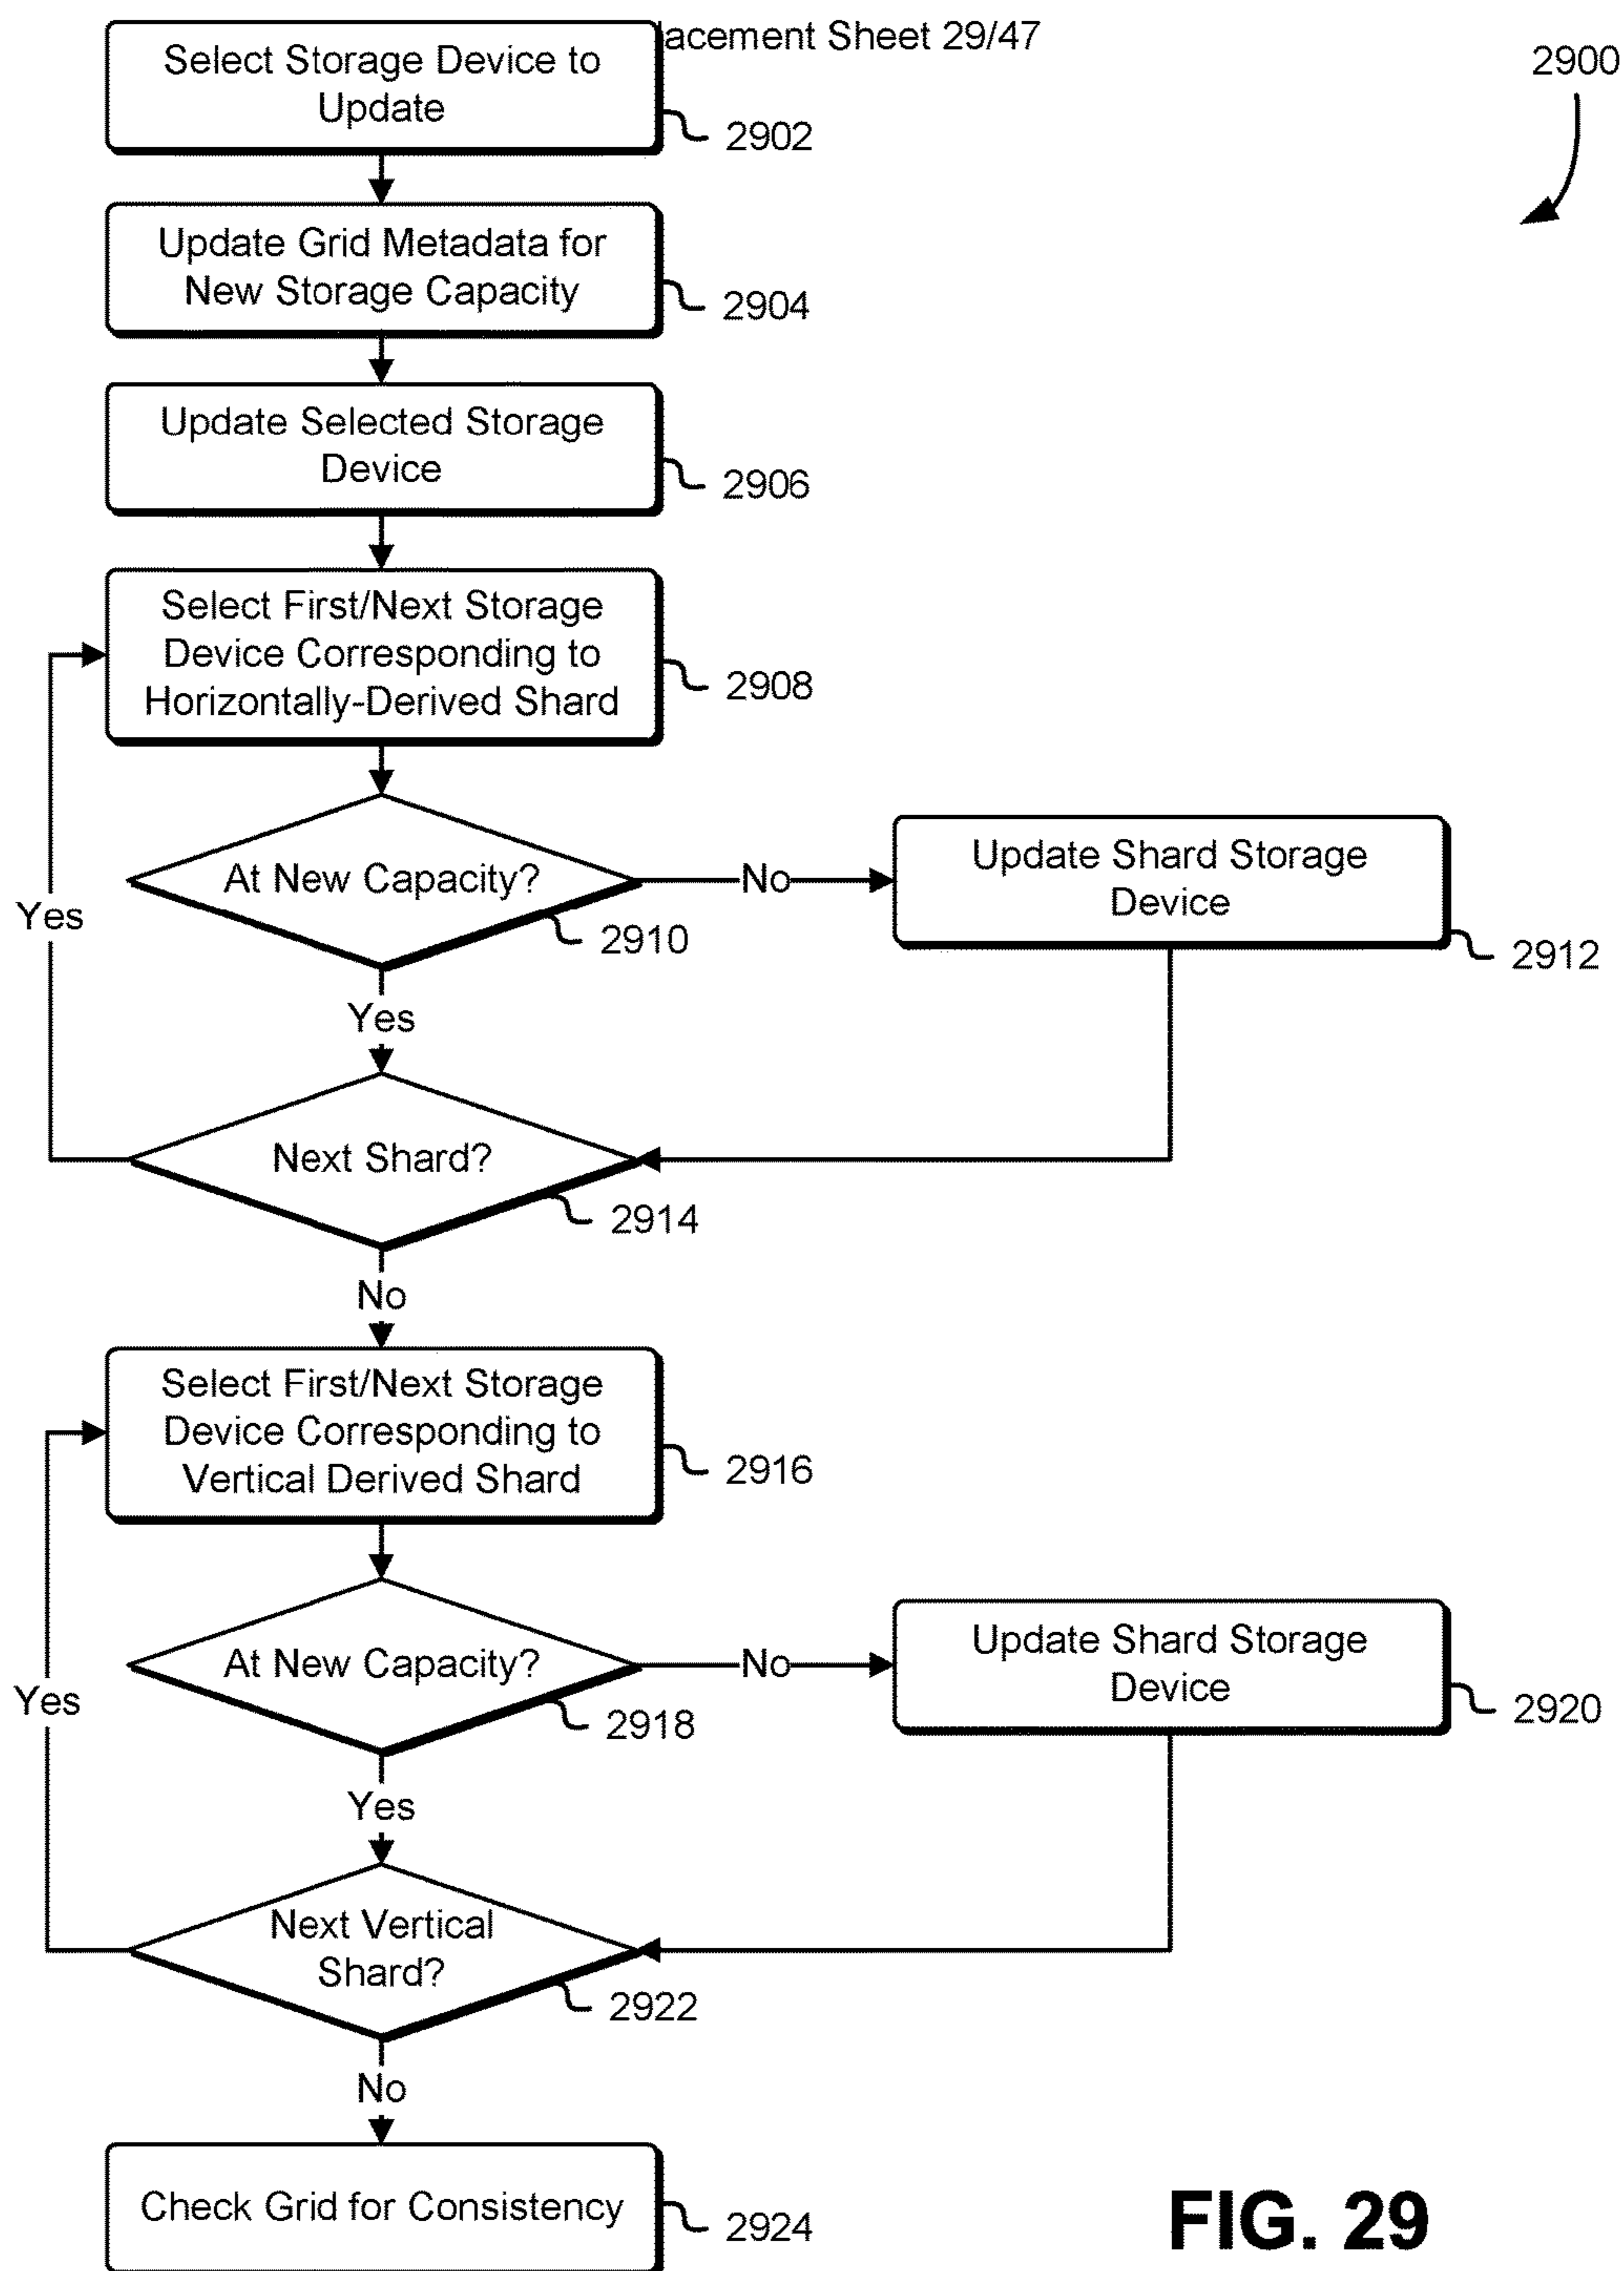 lacement Sheet 29/47
2900
Select Storage Device to
Update
2902
Update Grid Metadata for
New Storage Capacity
2904
Update Selected Storage
Device
2906
Select First/Next Storage
Device Corresponding to
Horizontally-Derived Shard
2908
At New Capacity?
2910
No
Update Shard Storage
Device
2912
Yes
Yes
Next Shard?
2914
No
Select First/Next Storage
Device Corresponding to
Vertical Derived Shard
2916
At New Capacity?
2918
No
Update Shard Storage
Device
2920
Yes
Yes
Next Vertical
Shard?
2922
No
Check Grid for Consistency
2924
FIG. 29